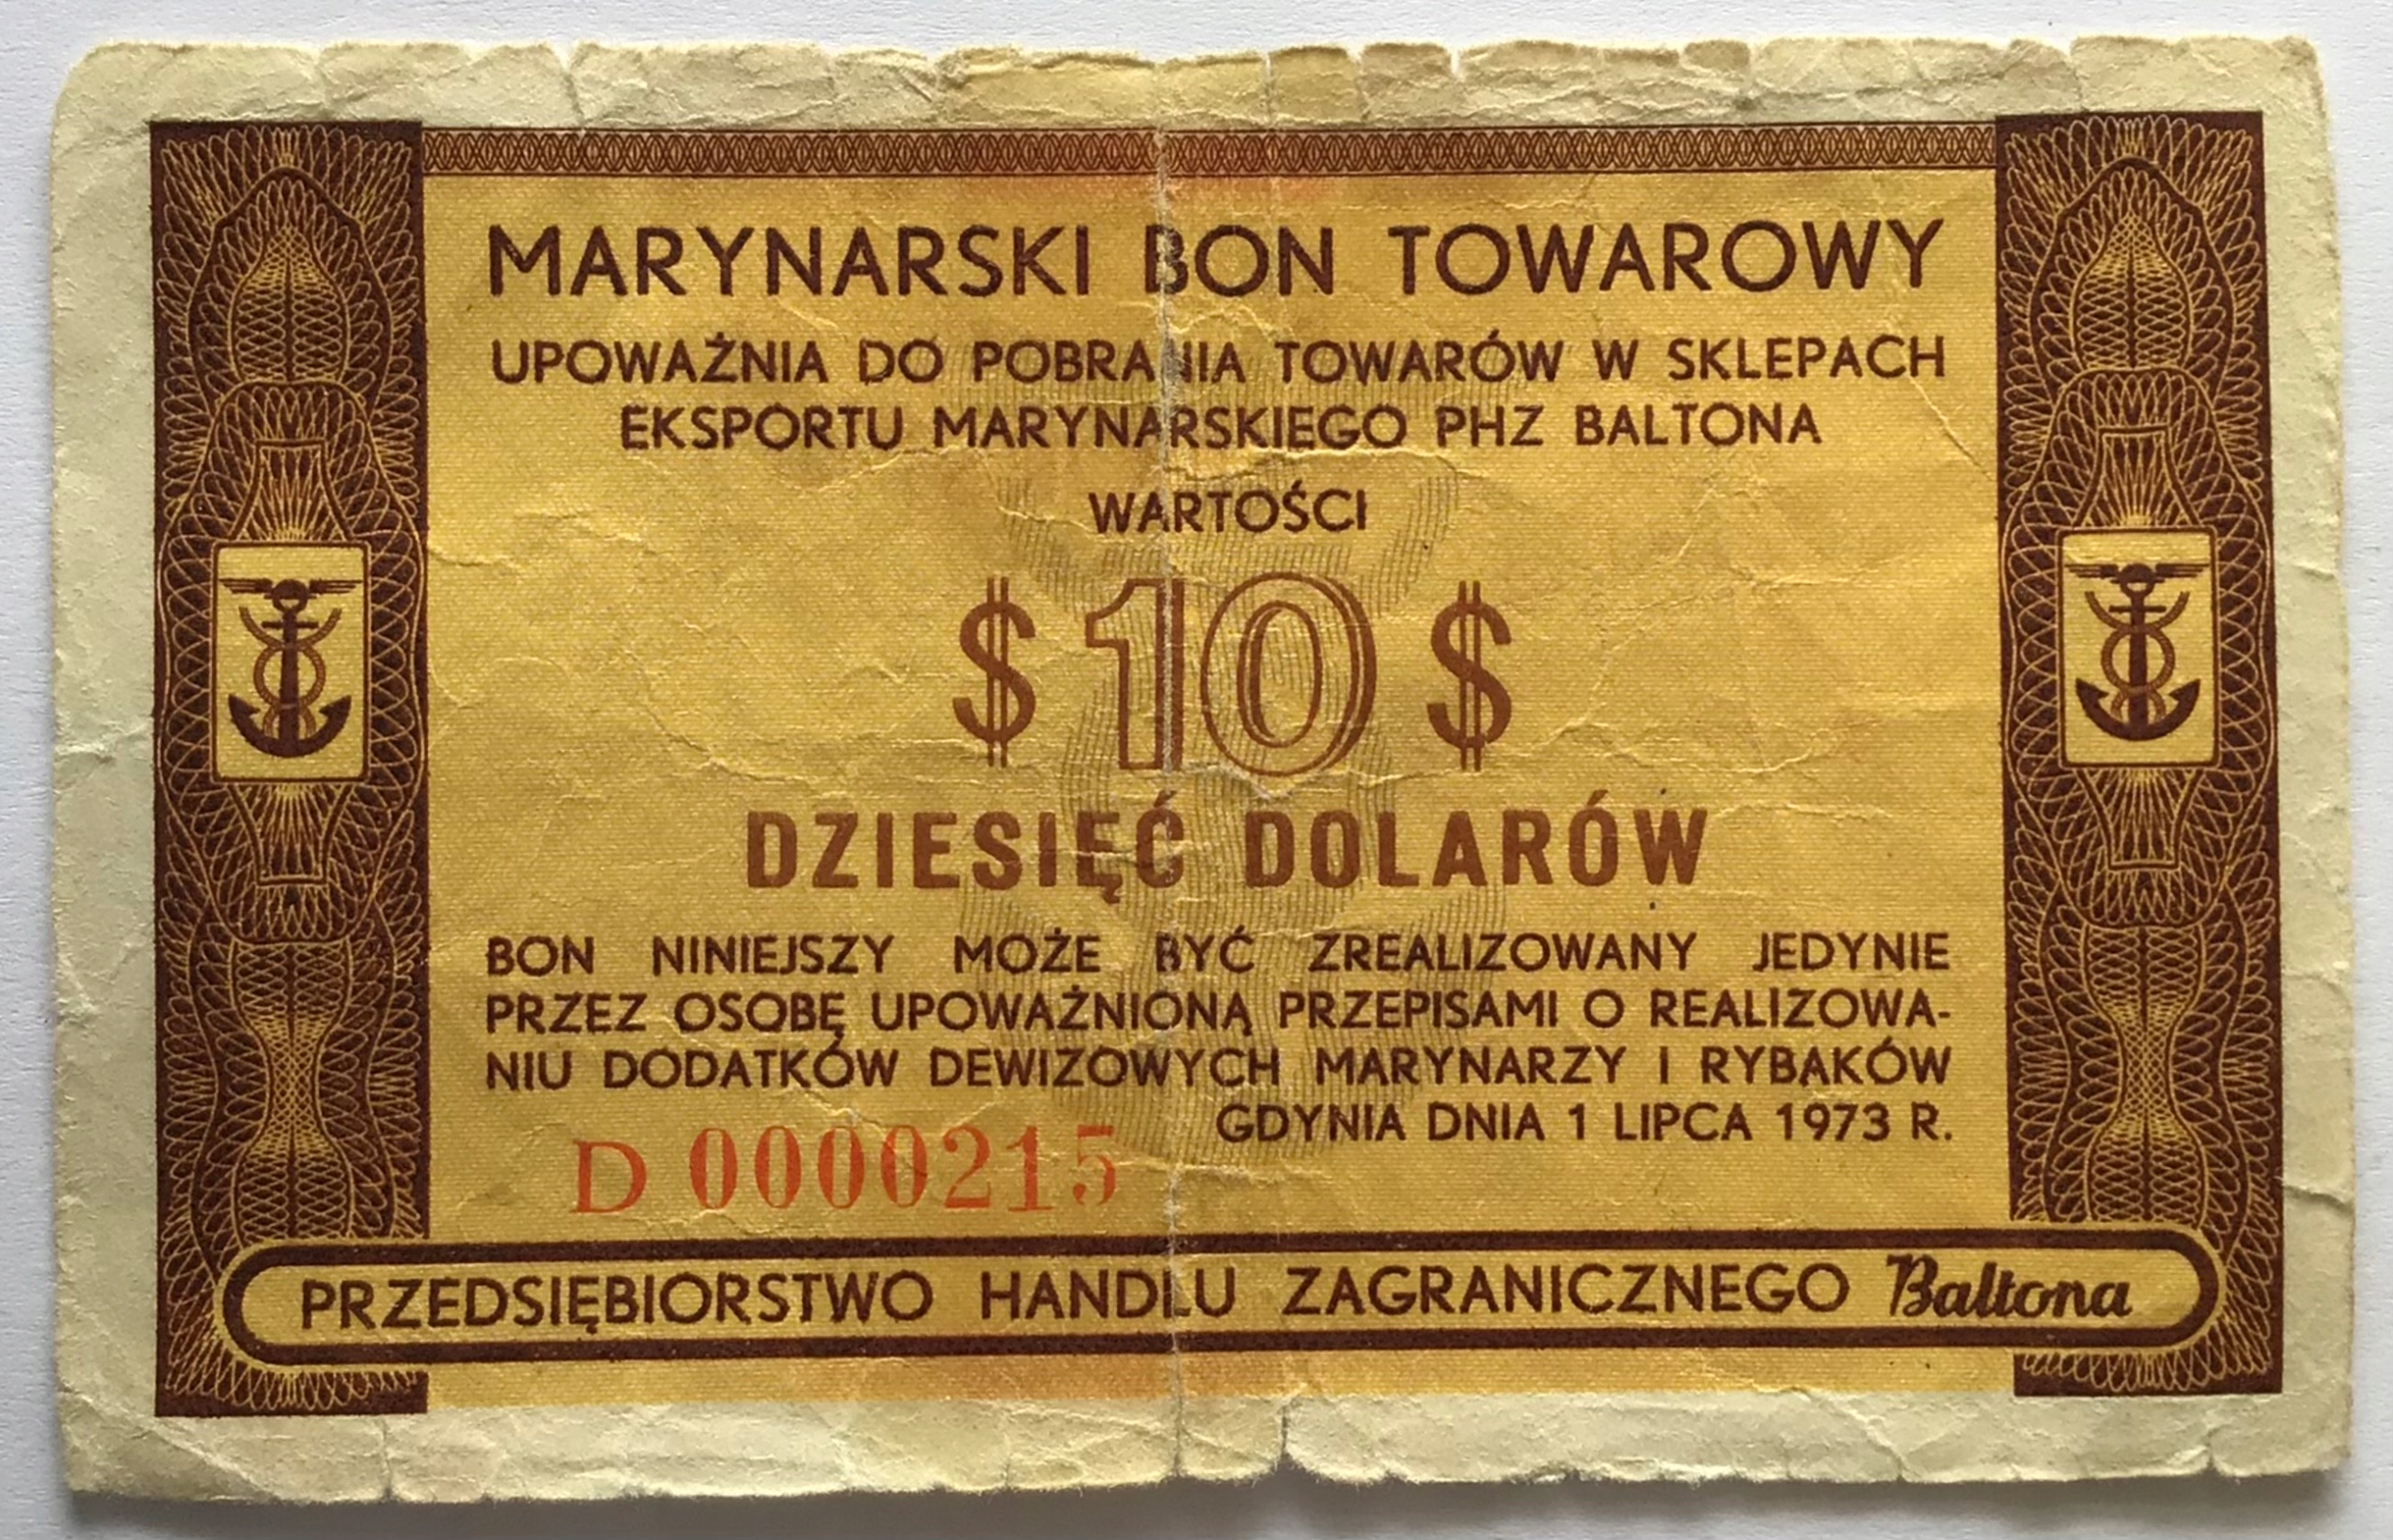 MARYNARSKI BON TOWAROWY
UPOWAŻNIA DO POBRANIA TOWARÓW W SKLEPACH
EKSPORTU MARYNARSKIEGO PHZ BALTONA
WARTOŚCI
$ 10 $
DZIESIĘĆ DOLARÓW
BON NINIEJSZY MOŻE BYĆ ZREALIZOWANY JEDYNIE
PRZEZ OSOBĘ UPOWAŻNIONĄ PRZEPISAMI O REALIZOWA-
NIU DODATKÓW DEWIZOWYCH MARYNARZY I RYBAKÓW
GDYNIA DNIA 1 LIPCA 1973 R.
D 0000215
PRZEDSIĘBIORSTWO HANDLU ZAGRANICZNEGO Baltona